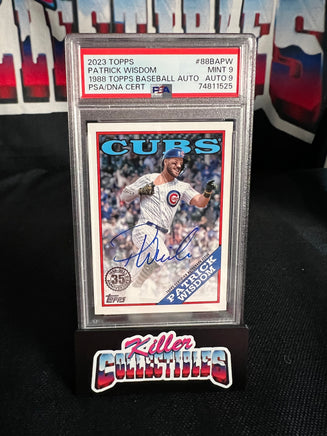 2023 TOPPS #88BAPW
PATRICK WISDOM MINT 9
1988 TOPPS BASEBALL AUTO AUTO 9
PSA/DNA CERT PSA 74811525
CUBS
PATRICK
WISDOM
35
Topps
Killer
COLLECTIBLES